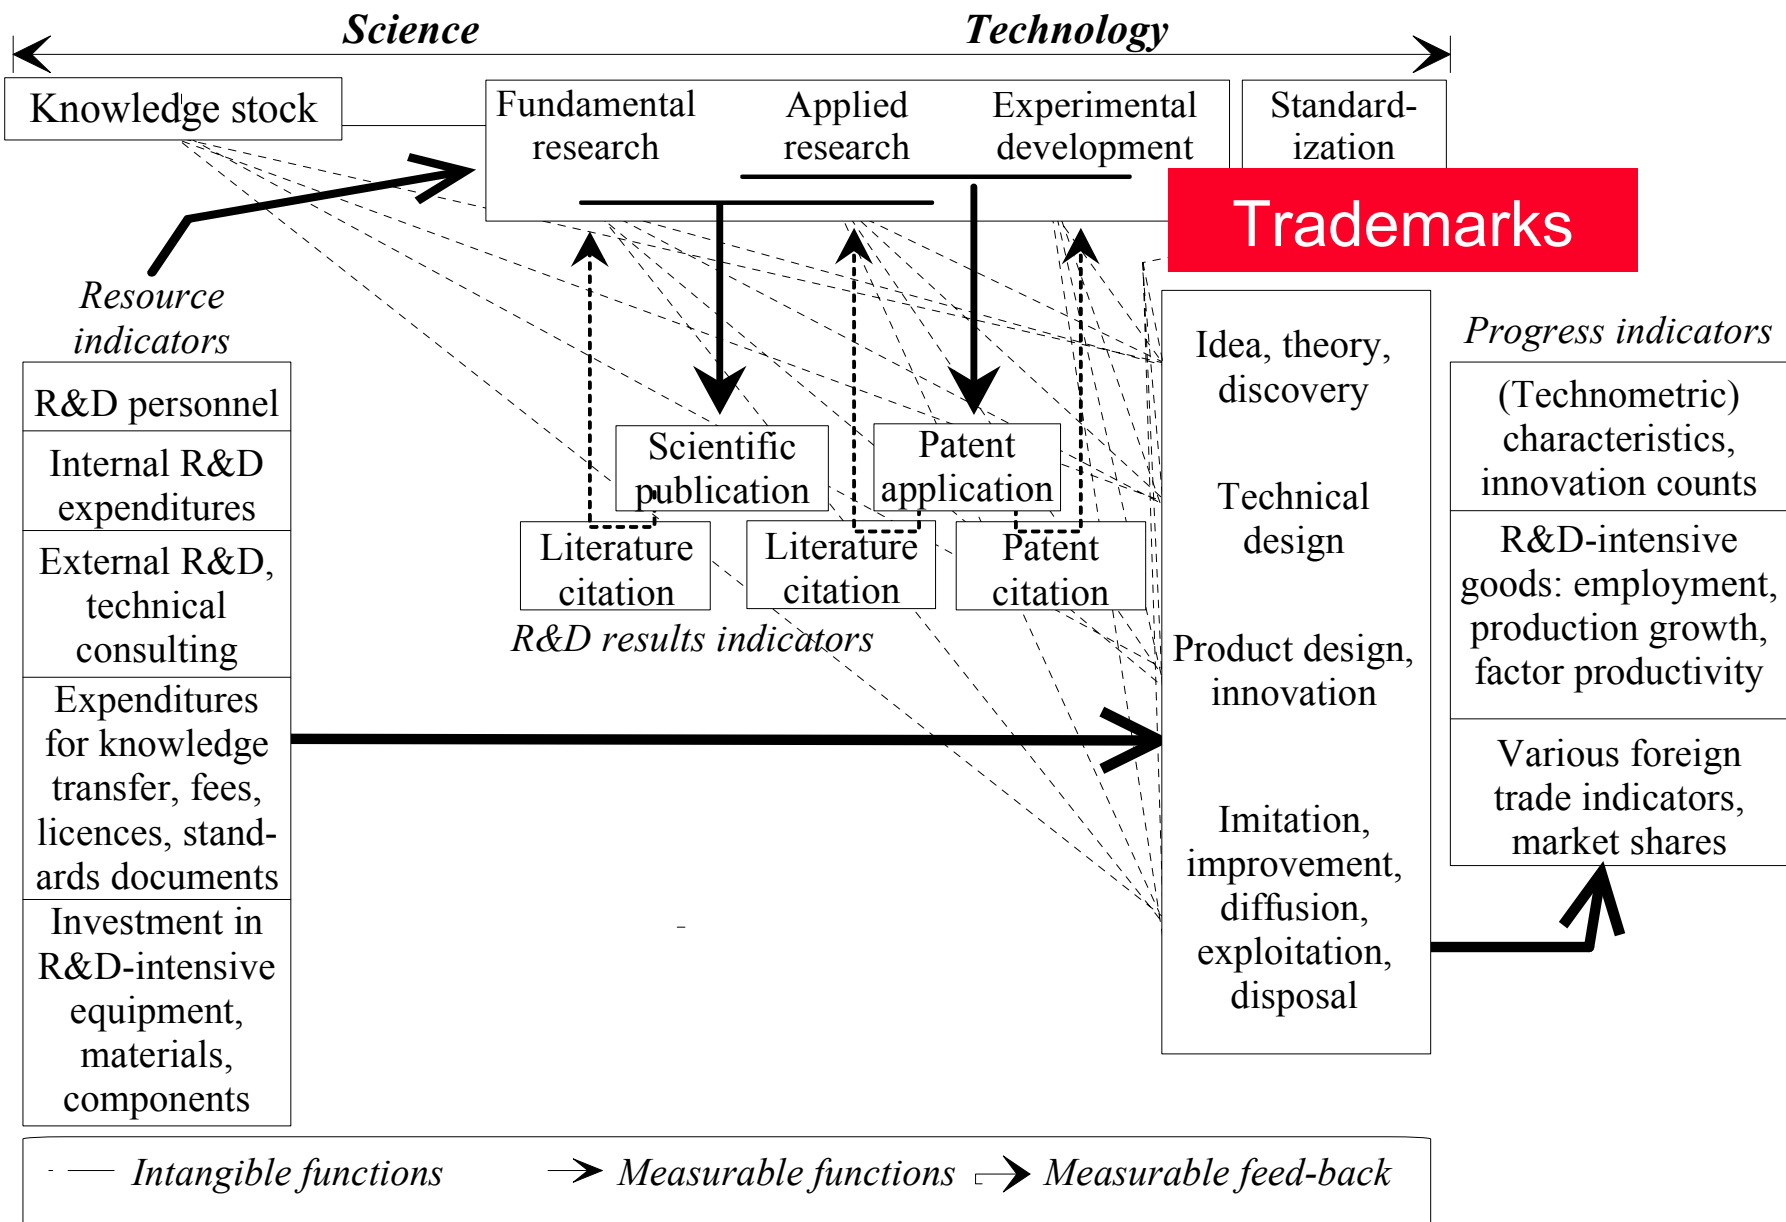 Science
Technology
Knowledge stock
Fundamental
research
Applied
research
Experimental
development
Standard-
ization
Trademarks
Resource
indicators
R&D personnel
Internal R&D
expenditures
External R&D,
technical
consulting
Expenditures
for knowledge
transfer, fees,
licences, stand-
ards documents
Investment in
R&D-intensive
equipment,
materials,
components
Scientific
publication
Patent
application
Literature
citation
Literature
citation
Patent
citation
R&D results indicators
Idea, theory,
discovery
Technical
design
Product design,
innovation
Imitation,
improvement,
diffusion,
exploitation,
disposal
Progress indicators
(Technometric)
characteristics,
innovation counts
R&D-intensive
goods: employment,
production growth,
factor productivity
Various foreign
trade indicators,
market shares
Intangible functions
Measurable functions
Measurable feed-back